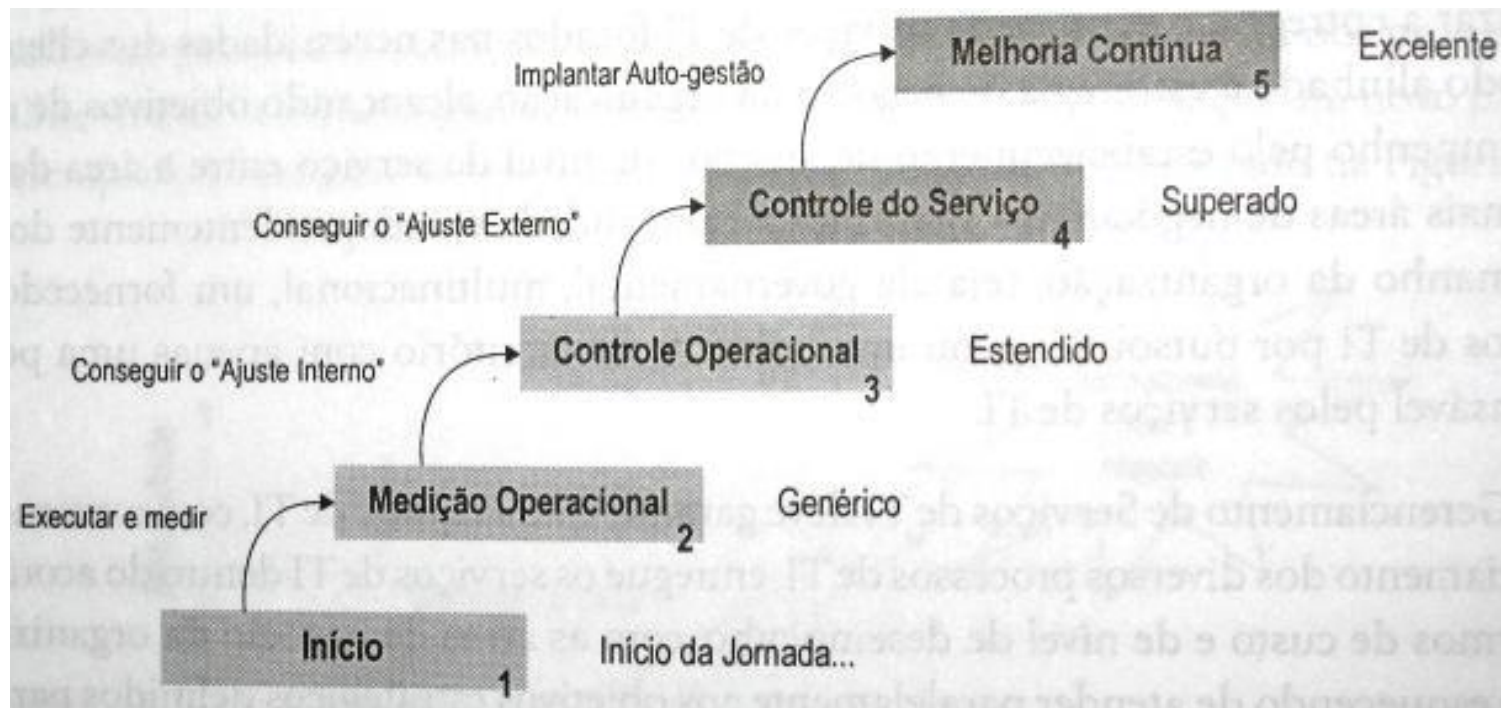 Melhoria Contínua
5
Excelente
Implantar Auto-gestão
Controle do Serviço
4
Superado
Conseguir o "Ajuste Externo"
Controle Operacional
3
Estendido
Conseguir o "Ajuste Interno"
Medição Operacional
2
Genérico
Executar e medir
Início
1
Início da Jornada...